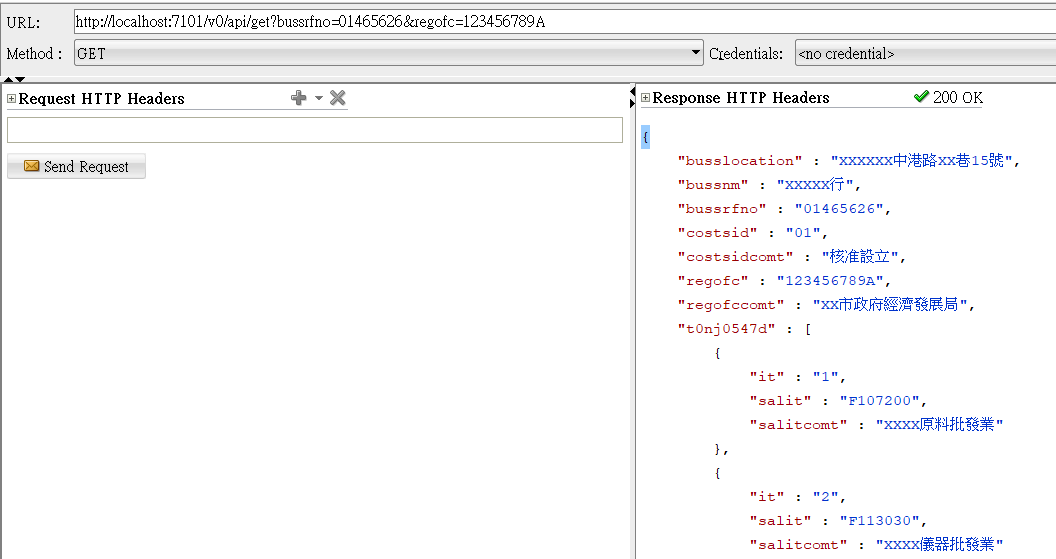 URL: http://localhost:7101/v0/api/get?bussrfno=01465626&regofc=123456789A
Method : GET Credentials: <no credential>
Request HTTP Headers
Send Request
Response HTTP Headers 200 OK
{
"busslocation" : "XXXXXX中港路XX巷15號",
"bussnm" : "XXXXX行",
"bussrfno" : "01465626",
"costsid" : "01",
"costsidcomt" : "核准設立",
"regofc" : "123456789A",
"regofccomt" : "XX市政府經濟發展局",
"t0nj0547d" : [
{
"it" : "1",
"salit" : "F107200",
"salitcomt" : "XXXX原料批發業"
},
{
"it" : "2",
"salit" : "F113030",
"salitcomt" : "XXXX儀器批發業"